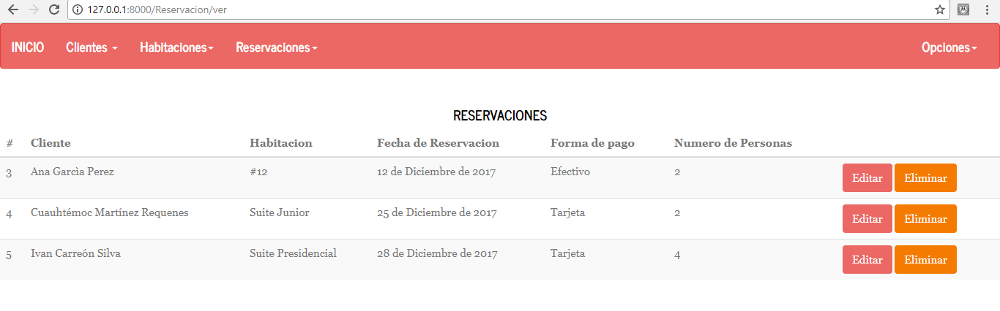 127.0.0.1:8000/Reservacion/ver
INICIO Clientes Habitaciones Reservaciones Opciones
RESERVACIONES
# Cliente Habitacion Fecha de Reservacion Forma de pago Numero de Personas
3 Ana Garcìa Perez #12 12 de Diciembre de 2017 Efectivo 2 Editar Eliminar
4 Cuauhtémoc Martínez Requenes Suite Junior 25 de Diciembre de 2017 Tarjeta 2 Editar Eliminar
5 Ivan Carreón Silva Suite Presidencial 28 de Diciembre de 2017 Tarjeta 4 Editar Eliminar